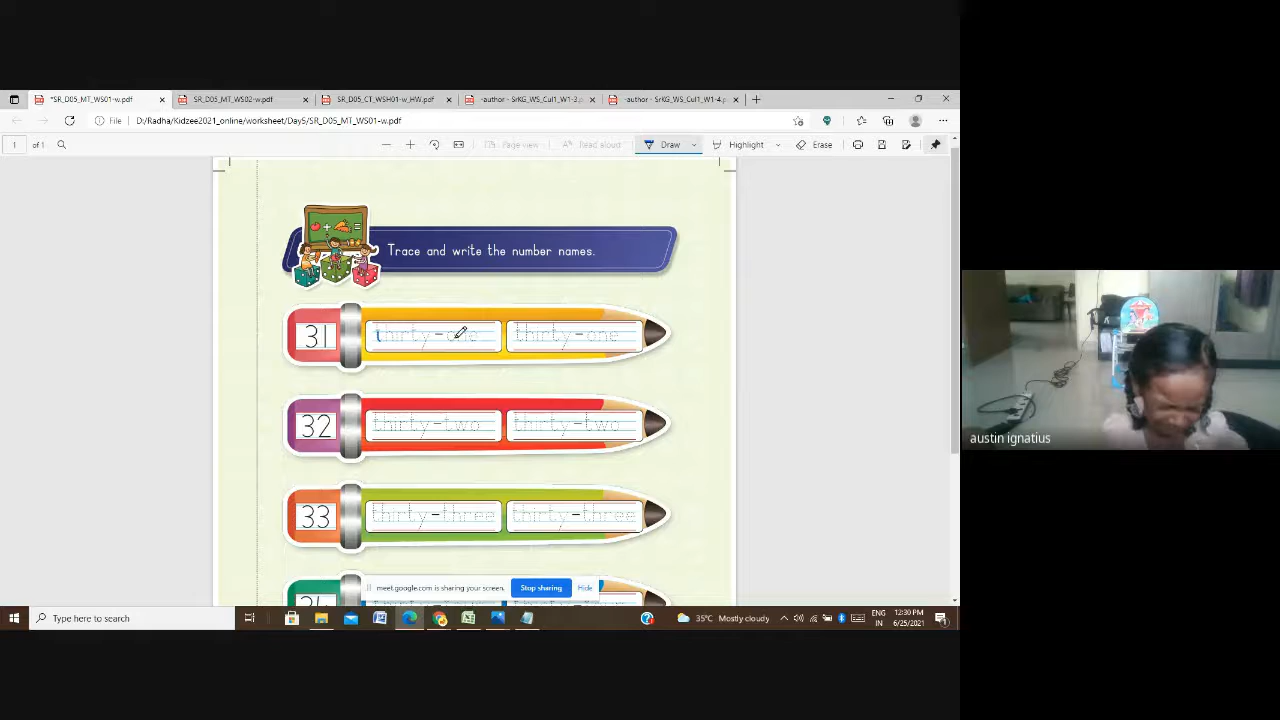 *SR_D05_MT_WS01-w.pdf
SR_D05_MT_WS02-w.pdf
SR_D05_CT_WSH01-w_HW.pdf
-author - SrKG_WS_Cul1_W1-3.p
-author - SrKG_WS_Cul1_W1-4.p
File D:/Radha/Kidzee2021_online/worksheet/Day5/SR_D05_MT_WS01-w.pdf
1 of 1 Page view Read aloud Draw Highlight Erase
Trace and write the number names.
31 thirty-one thirty-one
32 thirty-two thirty-two
33 thirty-three thirty-three
meet.google.com is sharing your screen. Stop sharing Hide
austin ignatius
Type here to search
35°C Mostly cloudy
ENG
IN
12:30 PM
6/25/2021